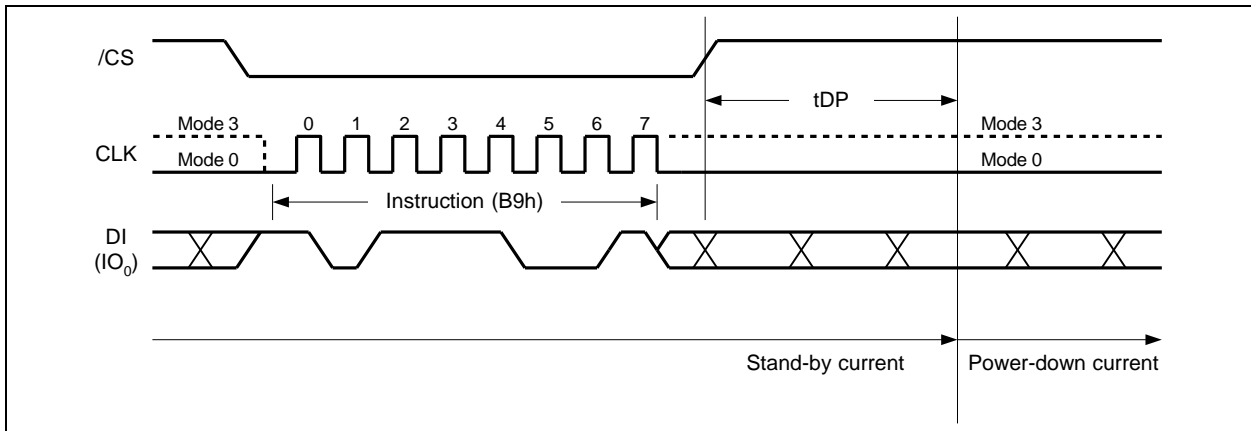 /CS
tDP
Mode 3 0 1 2 3 4 5 6 7 Mode 3
CLK
Mode 0 Mode 0
Instruction (B9h)
DI
(IO0)
Stand-by current Power-down current